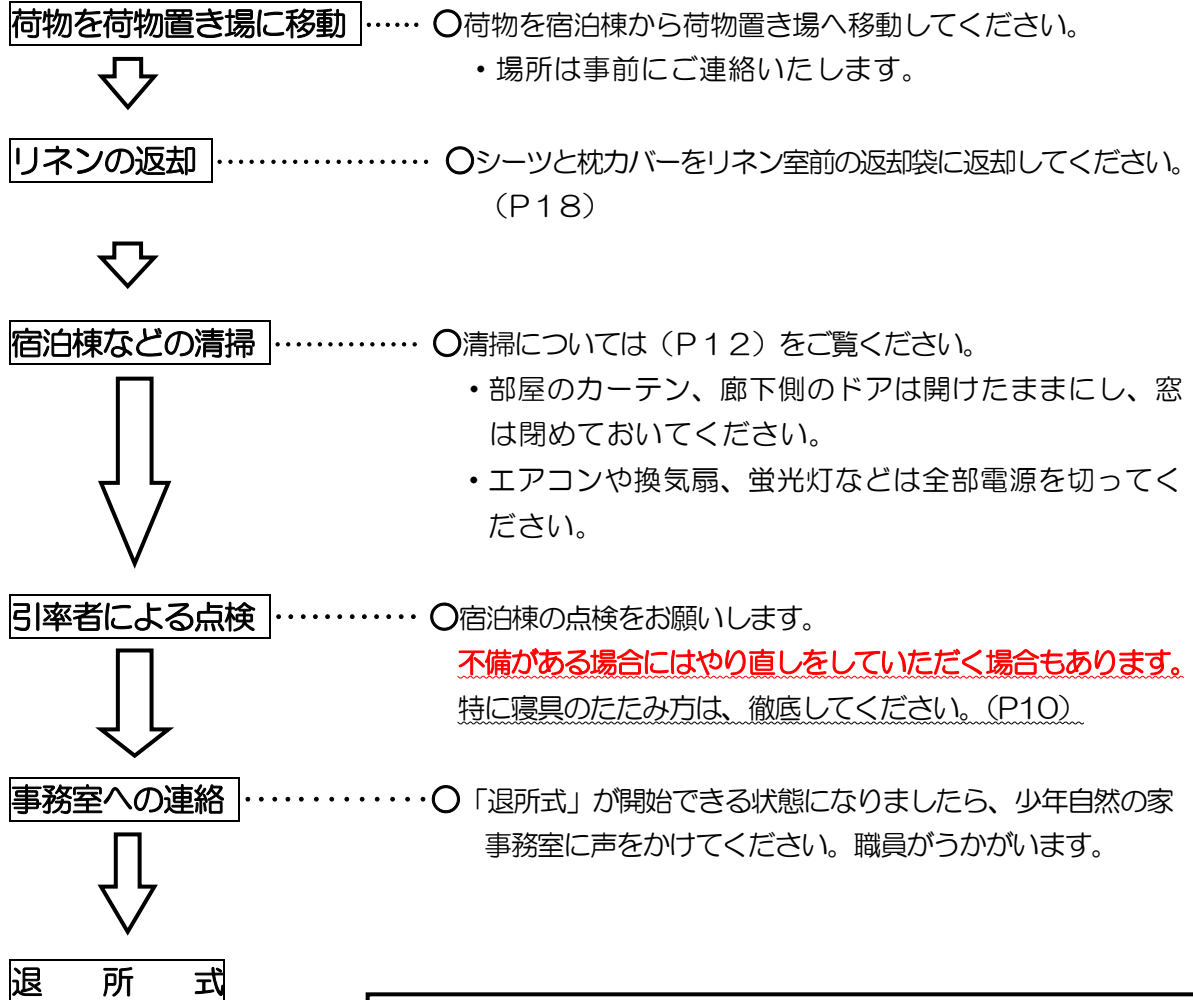 荷物を荷物置き場に移動 …… ○荷物を宿泊棟から荷物置き場へ移動してください。
・場所は事前にご連絡いたします。
リネンの返却 ………………… ○シーツと枕カバーをリネン室前の返却袋に返却してください。
（P１８）
宿泊棟などの清掃 …………… ○清掃については（P１２）をご覧ください。
・部屋のカーテン、廊下側のドアは開けたままにし、窓
は閉めておいてください。
・エアコンや換気扇、蛍光灯などは全部電源を切ってく
ださい。
引率者による点検 ………… ○宿泊棟の点検をお願いします。
不備がある場合にはやり直しをしていただく場合もあります。
特に寝具のたたみ方は、徹底してください。（P10）
事務室への連絡 ………….○「退所式」が開始できる状態になりましたら、少年自然の家
事務室に声をかけてください。職員がうかがいます。
退　所　式